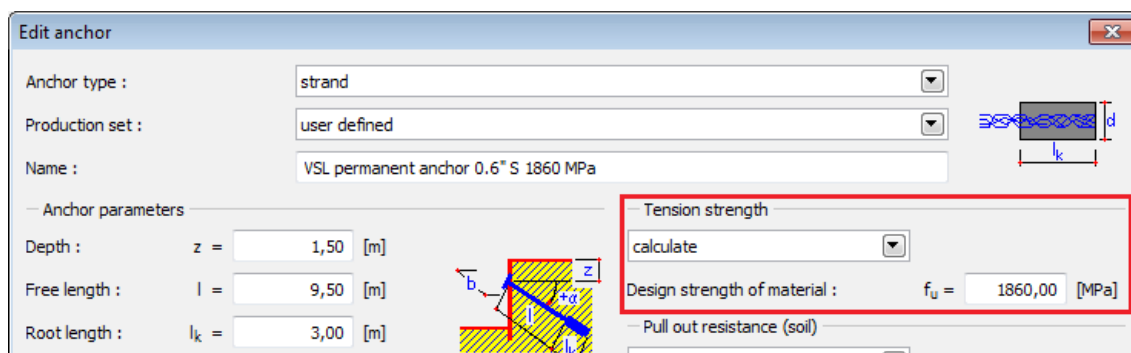 Edit anchor
Anchor type : strand
Production set : user defined
Name : VSL permanent anchor 0.6" S 1860 MPa
d
lk
Anchor parameters
Tension strength
Depth : z = 1,50 [m]
calculate
Free length : l = 9,50 [m]
Design strength of material : fu = 1860,00 [MPa]
Root length : lk = 3,00 [m]
Pull out resistance (soil)
b
z
+α
l
lk